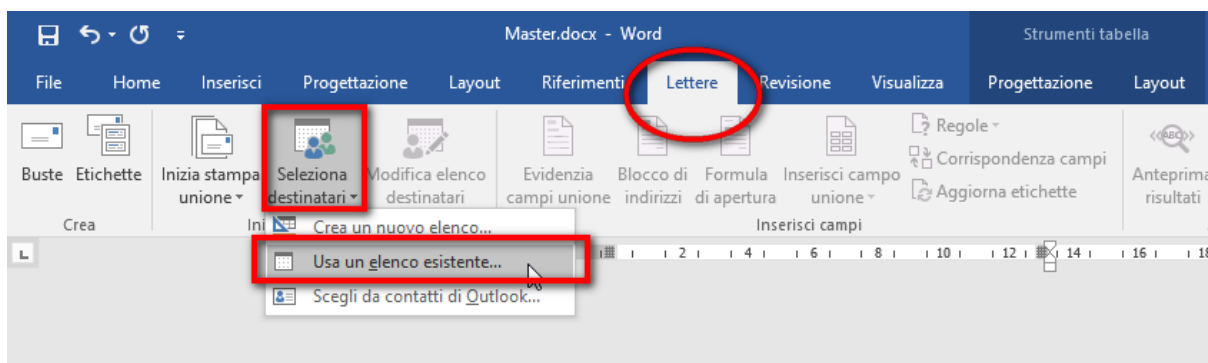 Master.docx - Word
Strumenti tabella
File Home Inserisci Progettazione Layout Riferimenti Lettere Revisione Visualizza Progettazione Layout
Buste Etichette Inizia stampa unione Seleziona destinatari Modifica elenco destinatari Evidenzia campi unione Blocco di indirizzi Formula di apertura Inserisci campo unione
Regole
Corrispondenza campi
Aggiorna etichette
ABC
Anteprima risultati
Crea Ini Inserisci campi
Crea un nuovo elenco...
Usa un elenco esistente...
Scegli da contatti di Outlook...
L 2 4 6 8 10 12 14 16 18